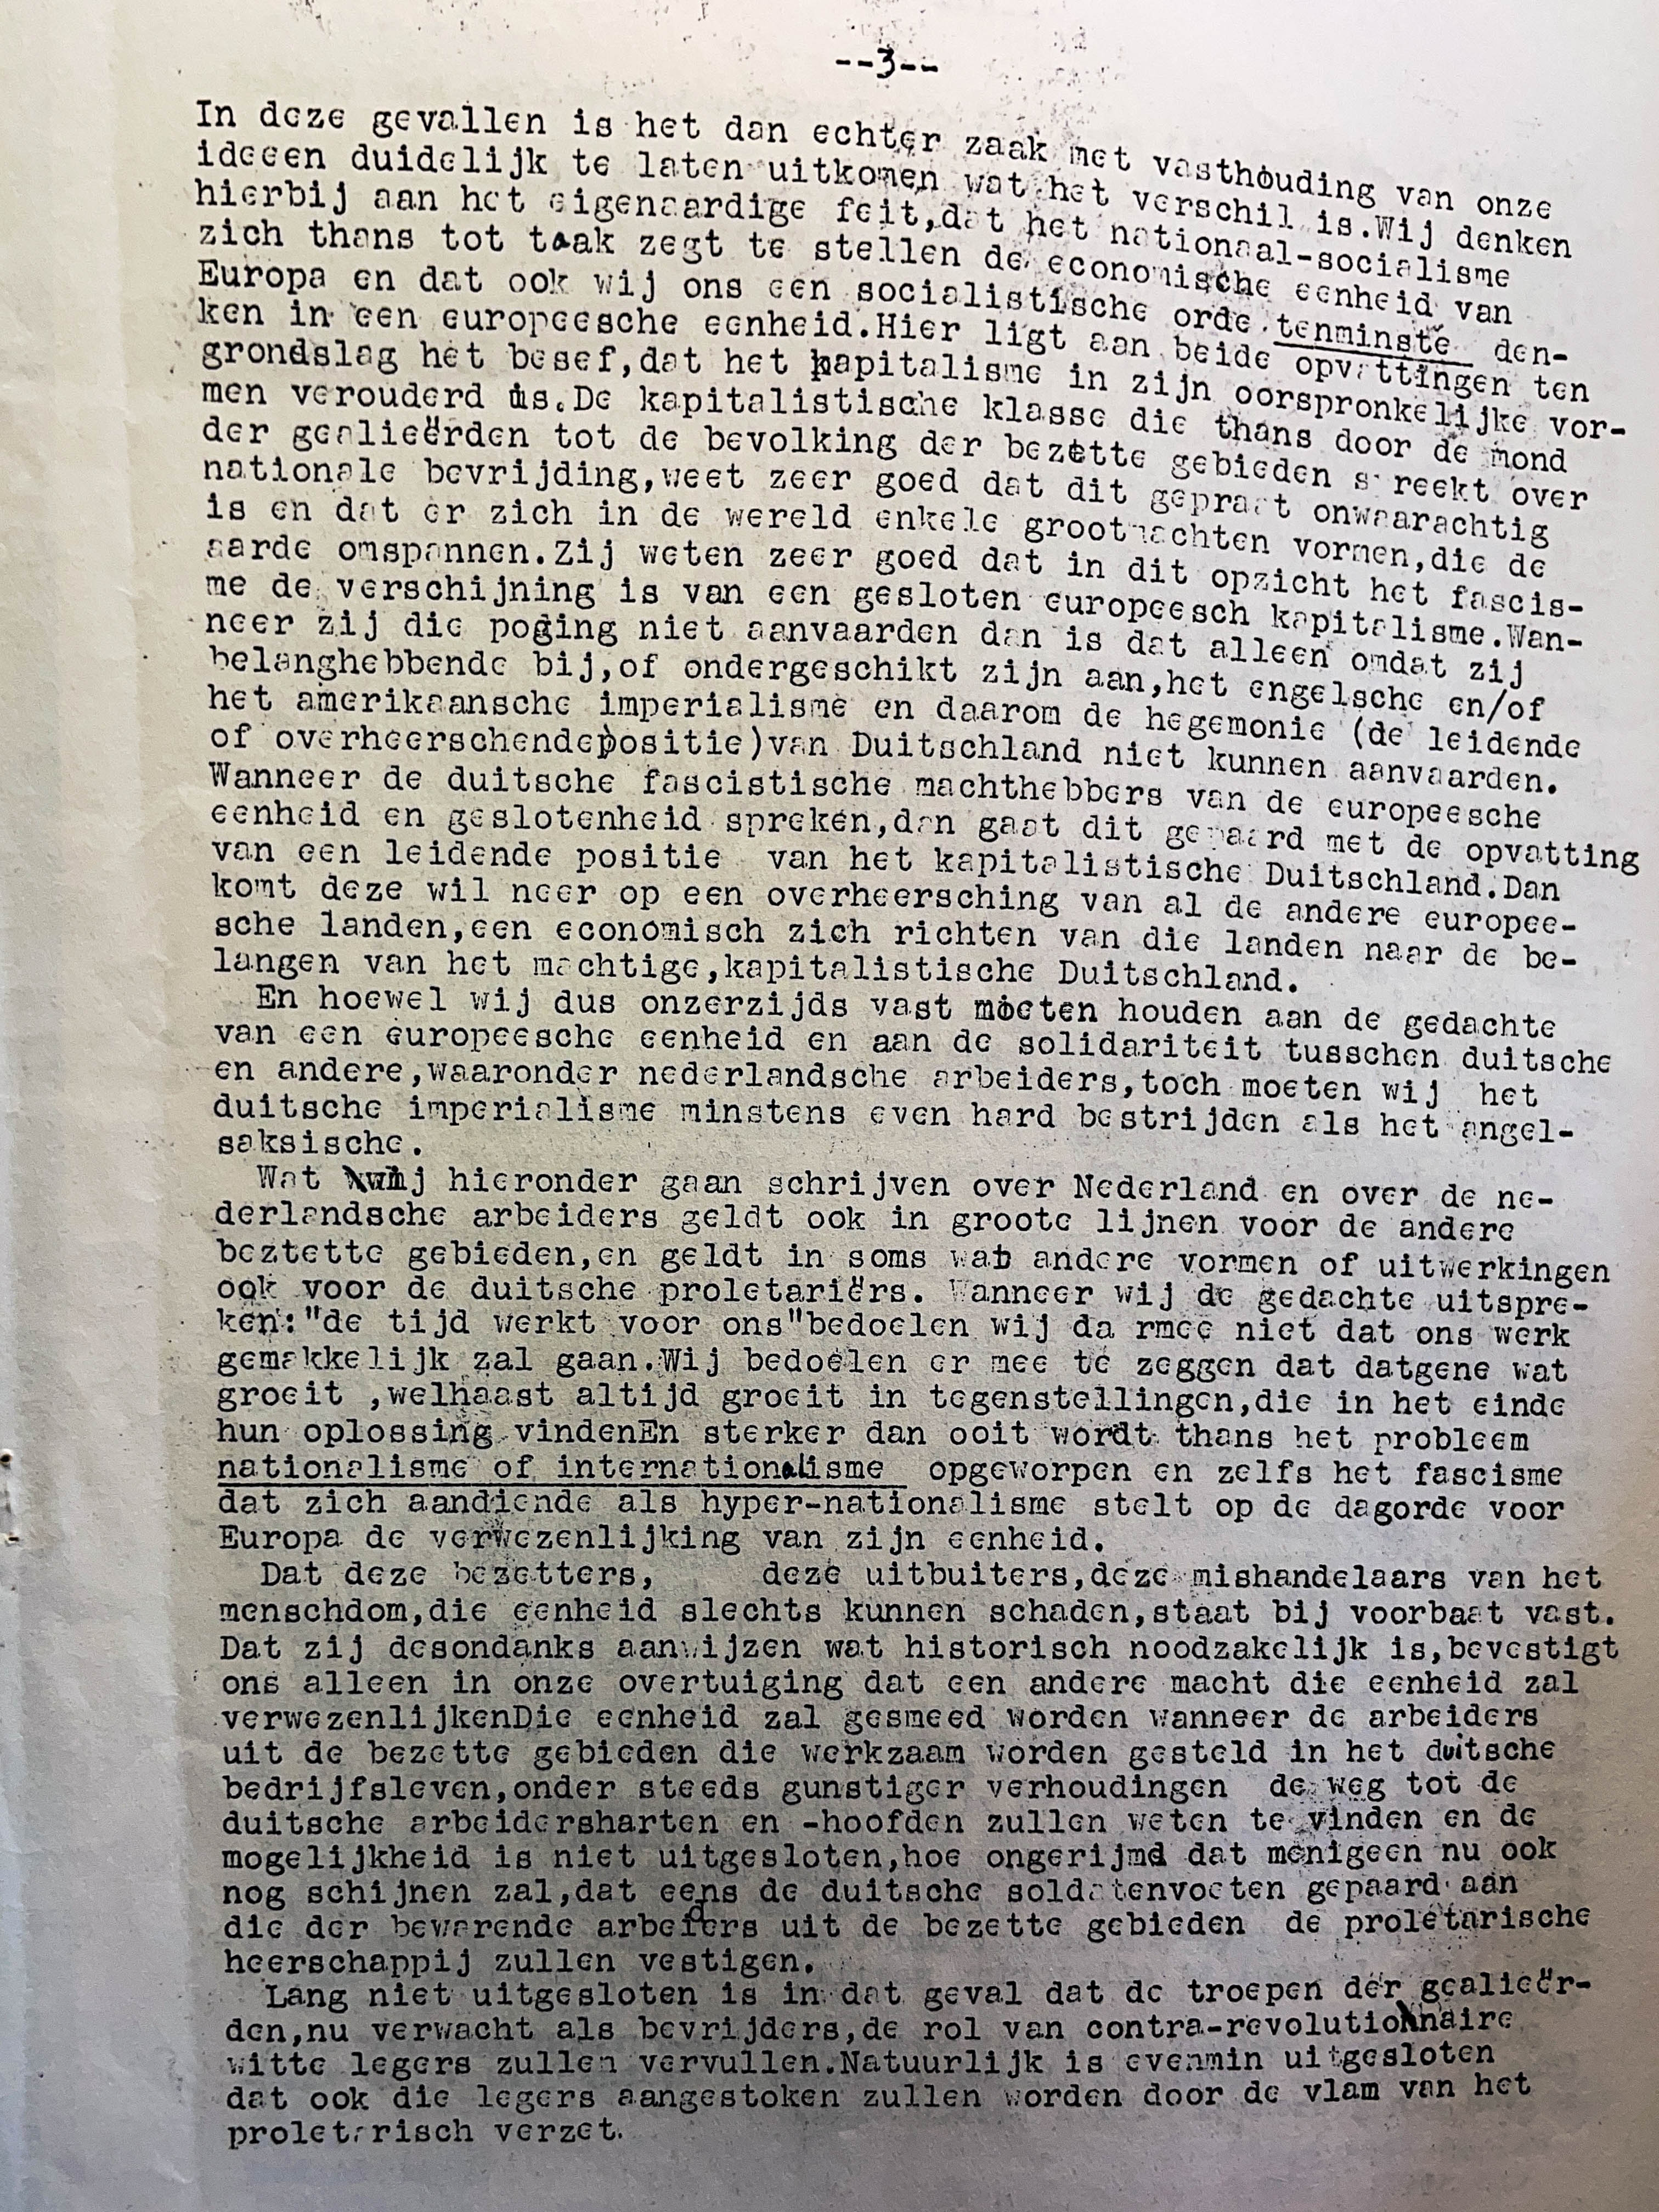 --3--
In deze gevallen is het dan echter zaak met vasthouding van onze
ideeen duidelijk te laten uitkomen wat het verschil is.Wij denken
hierbij aan het eigenaardige feit,dat het nationaal-socialisme
zich thans tot taak zegt te stellen de economische eenheid van
Europa en dat ook wij ons een socialistische orde tenminste den-
ken in een europeesche eenheid.Hier ligt aan beide opvattingen ten
grondslag het besef,dat het kapitalisme in zijn oorspronkelijke vor-
men verouderd is.De kapitalistische klasse die thans door de mond
der gealieërden tot de bevolking der bezette gebieden spreekt over
nationale bevrijding,weet zeer goed dat dit gepraat onwaarachtig
is en dat er zich in de wereld enkele grootmachten vormen,die de
aarde omspannen.Zij weten zeer goed dat in dit opzicht het fascis-
me de verschijning is van een gesloten europeesch kapitalisme.Wan-
neer zij die poging niet aanvaarden dan is dat alleen omdat zij
belanghebbende bij,of ondergeschikt zijn aan,het engelsche en/of
het amerikaansche imperialisme en daarom de hegemonie (de leidende
of overheerschendepositie)van Duitschland niet kunnen aanvaarden.
Wanneer de duitsche fascistische machthebbers van de europeesche
eenheid en geslotenheid spreken,dan gaat dit gepaard met de opvatting
van een leidende positie van het kapitalistische Duitschland.Dan
komt deze wil neer op een overheersching van al de andere europee-
sche landen,een economisch zich richten van die landen naar de be-
langen van het machtige,kapitalistische Duitschland.
En hoewel wij dus onzerzijds vast moeten houden aan de gedachte
van een europeesche eenheid en aan de solidariteit tusschen duitsche
en andere,waaronder nederlandsche arbeiders,toch moeten wij het
duitsche imperialisme minstens even hard bestrijden als het angel-
saksische.
Wat wij hieronder gaan schrijven over Nederland en over de ne-
derlandsche arbeiders geldt ook in groote lijnen voor de andere
beztette gebieden,en geldt in soms wat andere vormen of uitwerkingen
ook voor de duitsche proletariërs. Wanneer wij de gedachte uitspre-
ken:"de tijd werkt voor ons"bedoelen wij daarmee niet dat ons werk
gemakkelijk zal gaan.Wij bedoelen er mee te zeggen dat datgene wat
groeit ,welhaast altijd groeit in tegenstellingen,die in het einde
hun oplossing vindenEn sterker dan ooit wordt thans het probleem
nationalisme of internationalisme opgeworpen en zelfs het fascisme
dat zich aandiende als hyper-nationalisme stelt op de dagorde voor
Europa de verwezenlijking van zijn eenheid.
Dat deze bezetters, deze uitbuiters,deze mishandelaars van het
menschdom,die eenheid slechts kunnen schaden,staat bij voorbaat vast.
Dat zij desondanks aanwijzen wat historisch noodzakelijk is,bevestigt
ons alleen in onze overtuiging dat een andere macht die eenheid zal
verwezenlijkenDie eenheid zal gesmeed worden wanneer de arbeiders
uit de bezette gebieden die werkzaam worden gesteld in het duitsche
bedrijfsleven,onder steeds gunstiger verhoudingen de weg tot de
duitsche arbeidersharten en -hoofden zullen weten te vinden en de
mogelijkheid is niet uitgesloten,hoe ongerijmd dat menigeen nu ook
nog schijnen zal,dat eens de duitsche soldatenvoeten gepaard aan
die der bewarende arbeiders uit de bezette gebieden de proletarische
heerschappij zullen vestigen.
Lang niet uitgesloten is in dat geval dat de troepen der gealieër-
den,nu verwacht als bevrijders,de rol van contra-revolutionnaire
witte legers zullen vervullen.Natuurlijk is evenmin uitgesloten
dat ook die legers aangestoken zullen worden door de vlam van het
proletarisch verzet.